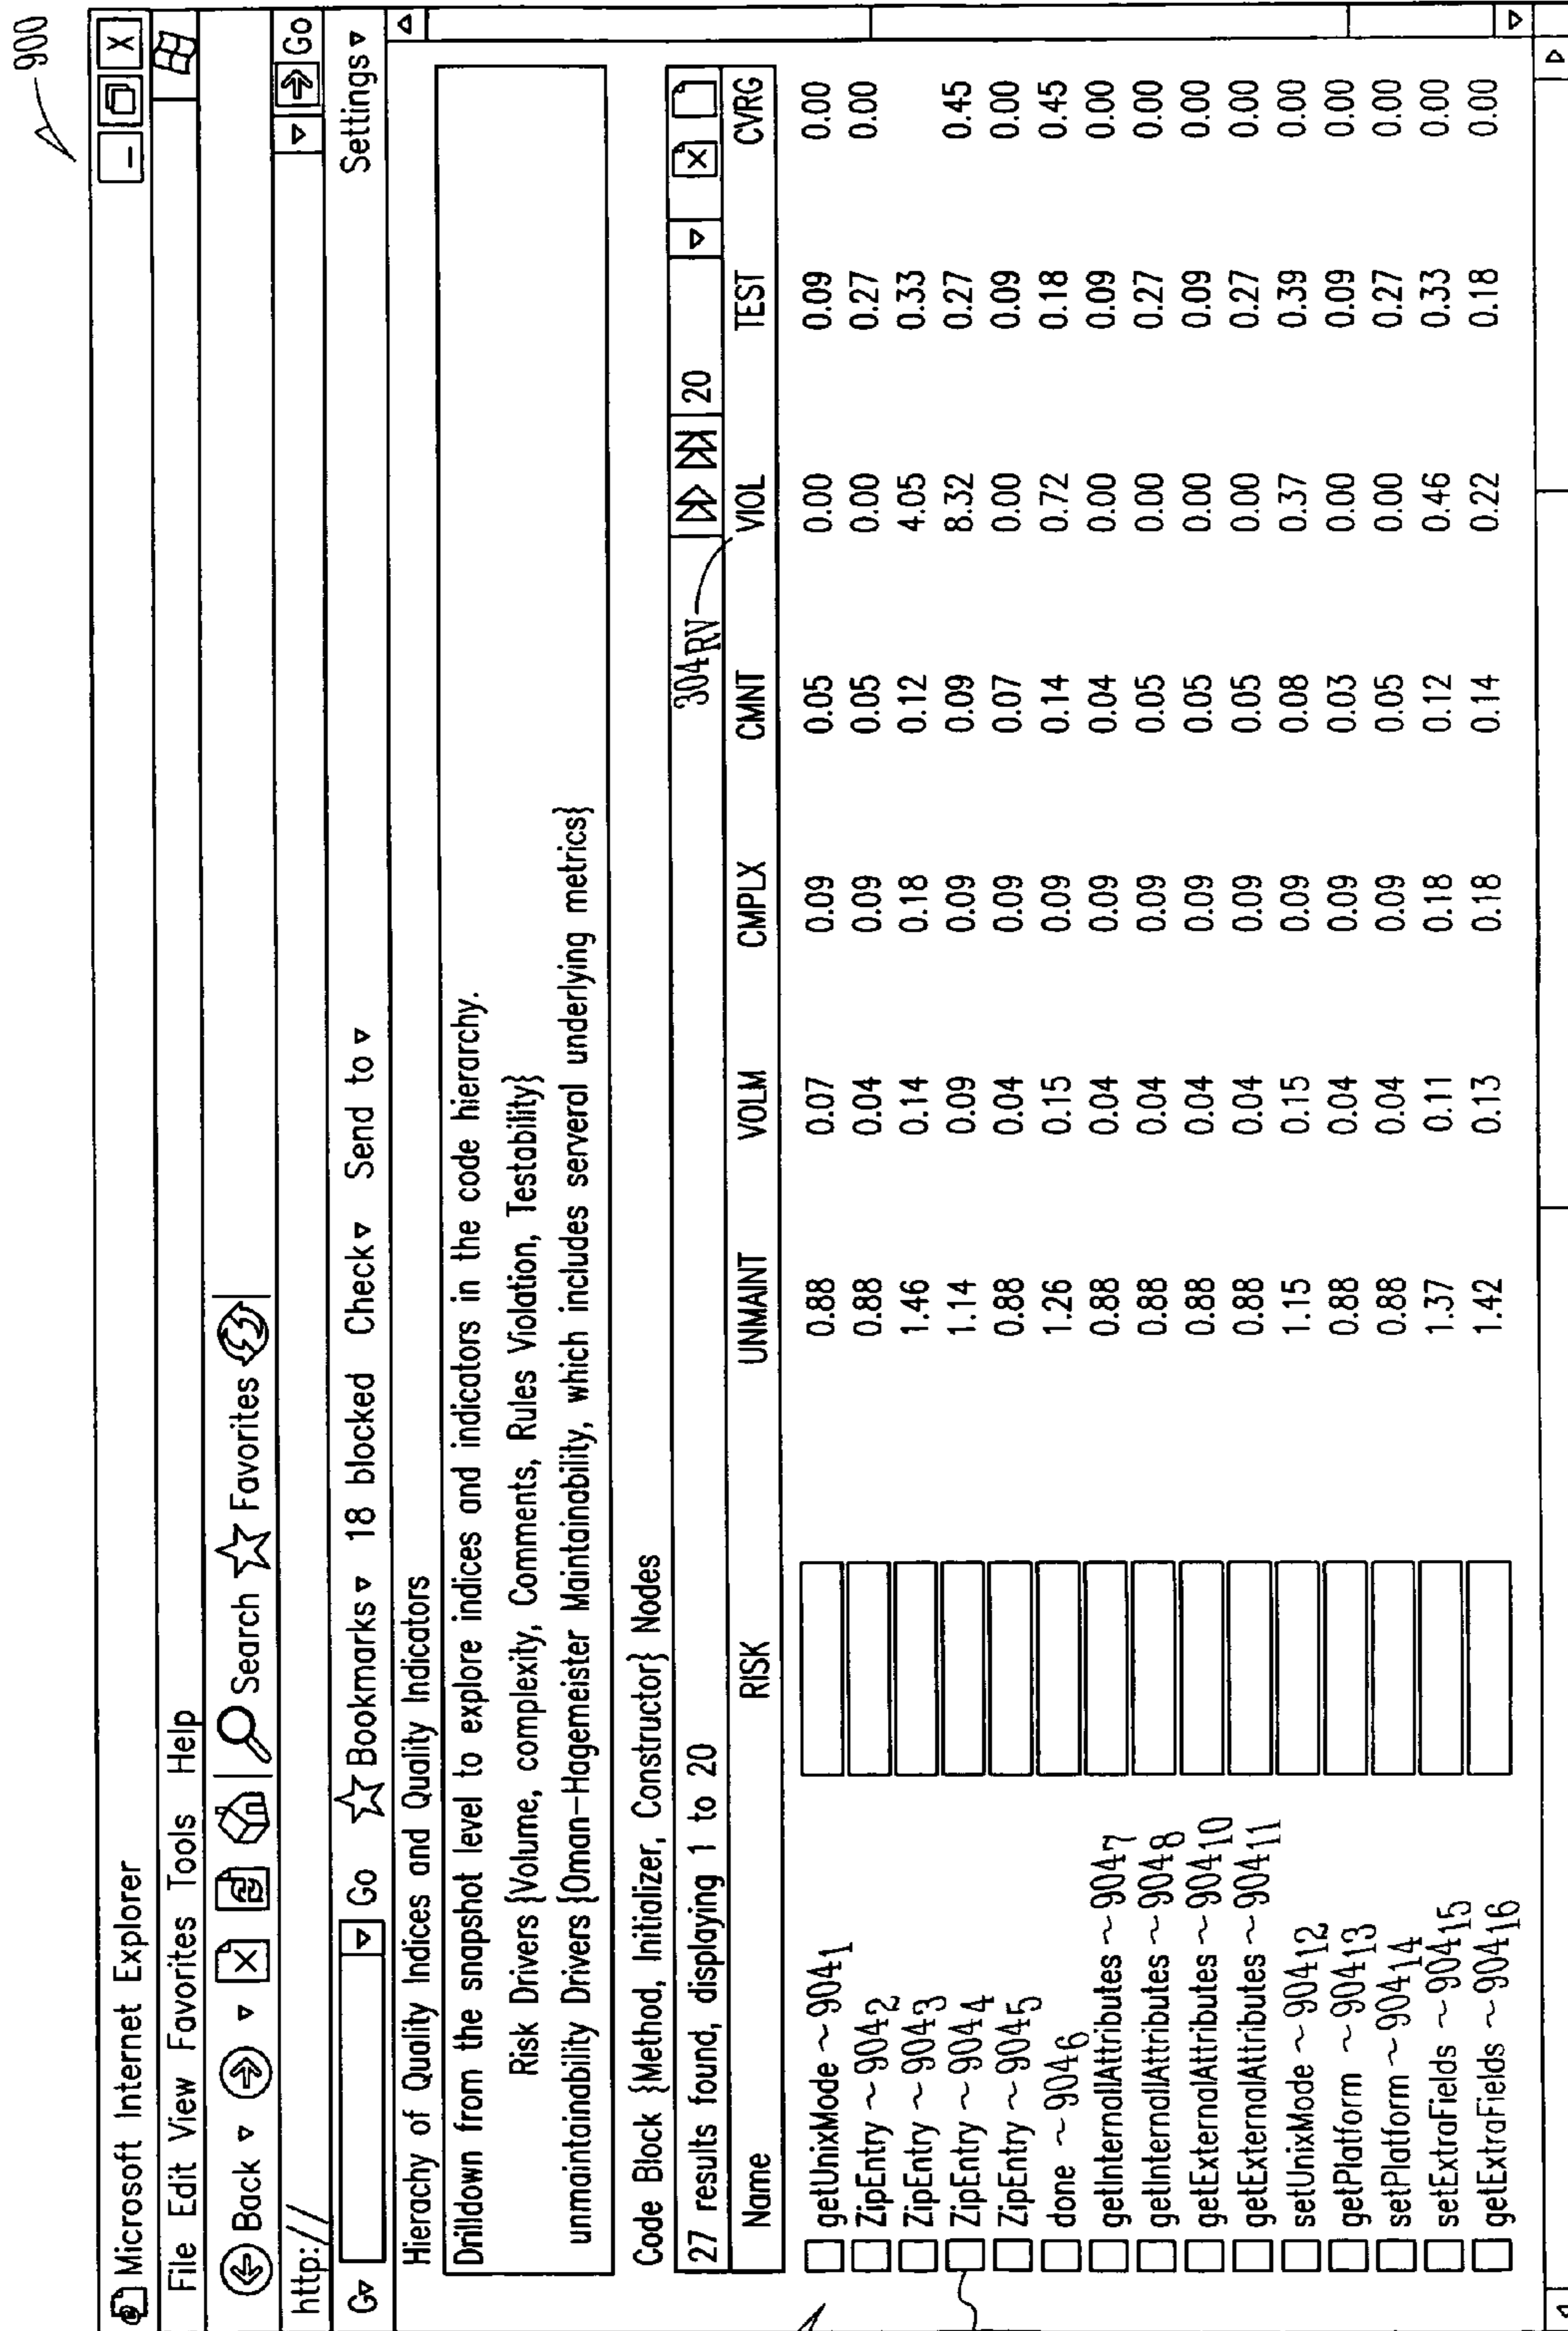 900
Microsoft Internet Explorer
File Edit View Favorites Tools Help
Back Search Favorites
http:// Go
G Go Bookmarks 18 blocked Check Send to Settings
Hierachy of Quality Indices and Quality Indicators
Drilldown from the snapshot level to explore indices and indicators in the code hierarchy.
Risk Drivers {Volume, complexity, Comments, Rules Violation, Testability}
unmaintainability Drivers {Oman-Hagemeister Maintainability, which includes serveral underlying metrics}
Code Block {Method, Initializer, Constructor} Nodes
27 results found, displaying 1 to 20 304RV 20
Name RISK UNMAINT VOLM CMPLX CMNT VIOL TEST CVRG
getUnixMode ~9041 0.88 0.07 0.09 0.05 0.00 0.09 0.00
ZipEntry ~9042 0.88 0.04 0.09 0.05 0.00 0.27 0.00
ZipEntry ~9043 1.46 0.14 0.18 0.12 4.05 0.33
ZipEntry ~9044 1.14 0.09 0.09 0.09 8.32 0.27 0.45
ZipEntry ~9045 0.88 0.04 0.09 0.07 0.00 0.09 0.00
done ~9046 1.26 0.15 0.09 0.14 0.72 0.18 0.45
getInternalAttributes ~9047 0.88 0.04 0.09 0.04 0.00 0.09 0.00
getInternalAttributes ~9048 0.88 0.04 0.09 0.05 0.00 0.27 0.00
getExternalAttributes ~90410 0.88 0.04 0.09 0.05 0.00 0.09 0.00
getExternalAttributes ~90411 0.88 0.04 0.09 0.05 0.00 0.27 0.00
setUnixMode ~90412 1.15 0.15 0.09 0.08 0.37 0.39 0.00
getPlatform ~90413 0.88 0.04 0.09 0.03 0.00 0.09 0.00
setPlatform ~90414 0.88 0.04 0.09 0.05 0.00 0.27 0.00
setExtraFields ~90415 1.37 0.11 0.18 0.12 0.46 0.33 0.00
getExtraFields ~90416 1.42 0.13 0.18 0.14 0.22 0.18 0.00